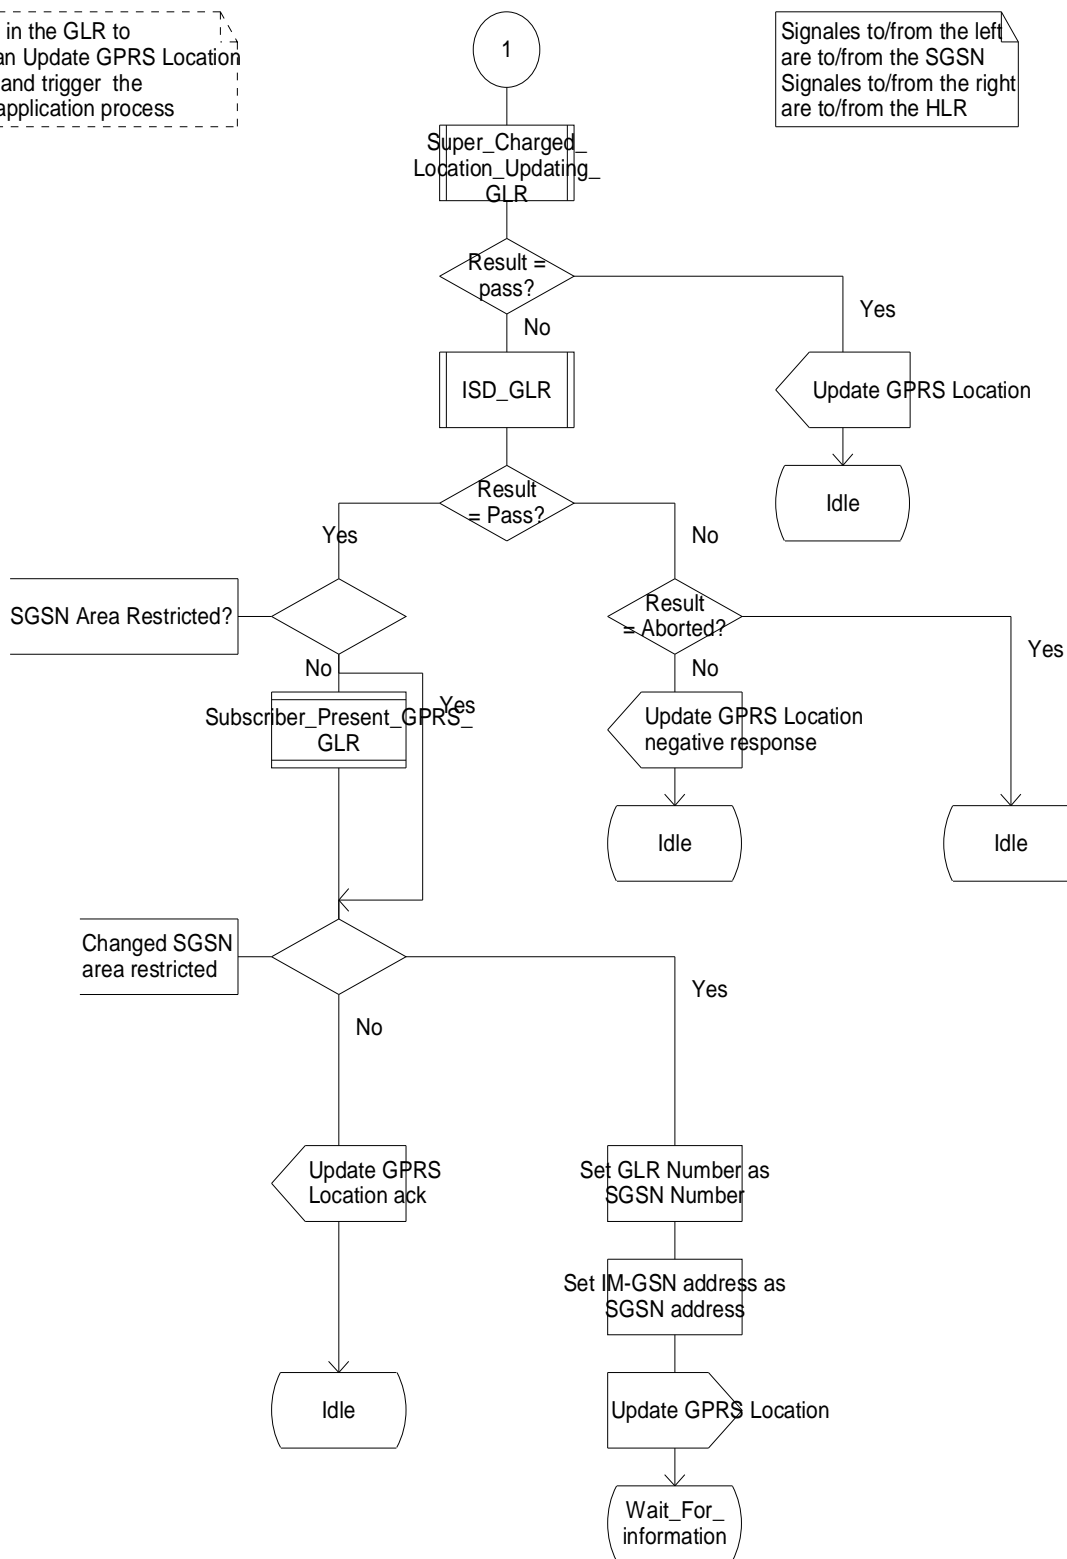 in the GLR to
an Update GPRS Location
and trigger the
application process
1
Signales to/from the left
are to/from the SGSN
Signales to/from the right
are to/from the HLR
Super_Charged_
Location_Updating_
GLR
Result =
pass?
Yes
No
ISD_GLR
Update GPRS Location
Idle
Result
= Pass?
Yes
No
SGSN Area Restricted?
Result
= Aborted?
Yes
No
No
Yes
Subscriber_Present_GPRS_
GLR
Update GPRS Location
negative response
Idle
Idle
Changed SGSN
area restricted
Yes
No
Update GPRS
Location ack
Set GLR Number as
SGSN Number
Set IM-GSN address as
SGSN address
Idle
Update GPRS Location
Wait_For_
information